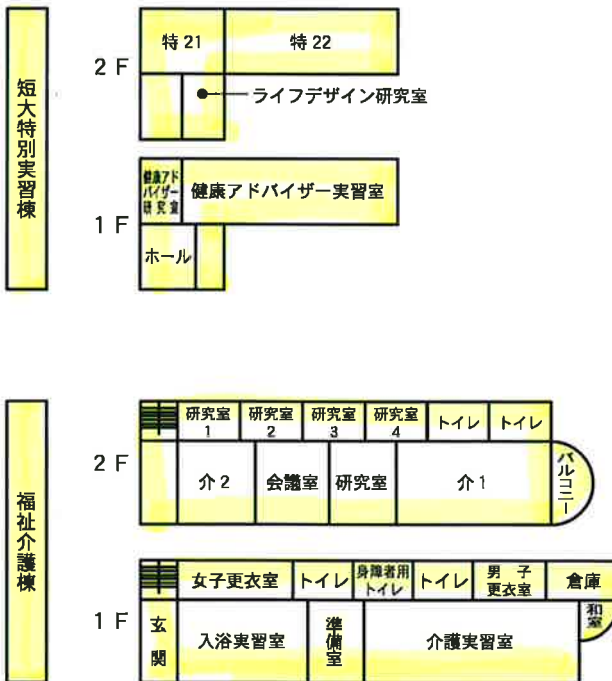 短大特別実習棟
2F
特21
特22
ライフデザイン研究室
1F
健康アド
バイザー
研究室
健康アドバイザー実習室
ホール
福祉介護棟
2F
研究室
1
研究室
2
研究室
3
研究室
4
トイレ
トイレ
介2
会議室
研究室
介1
バルコニー
1F
女子更衣室
トイレ
身障者用
トイレ
トイレ
男子
更衣室
倉庫
玄関
入浴実習室
準備室
介護実習室
和室